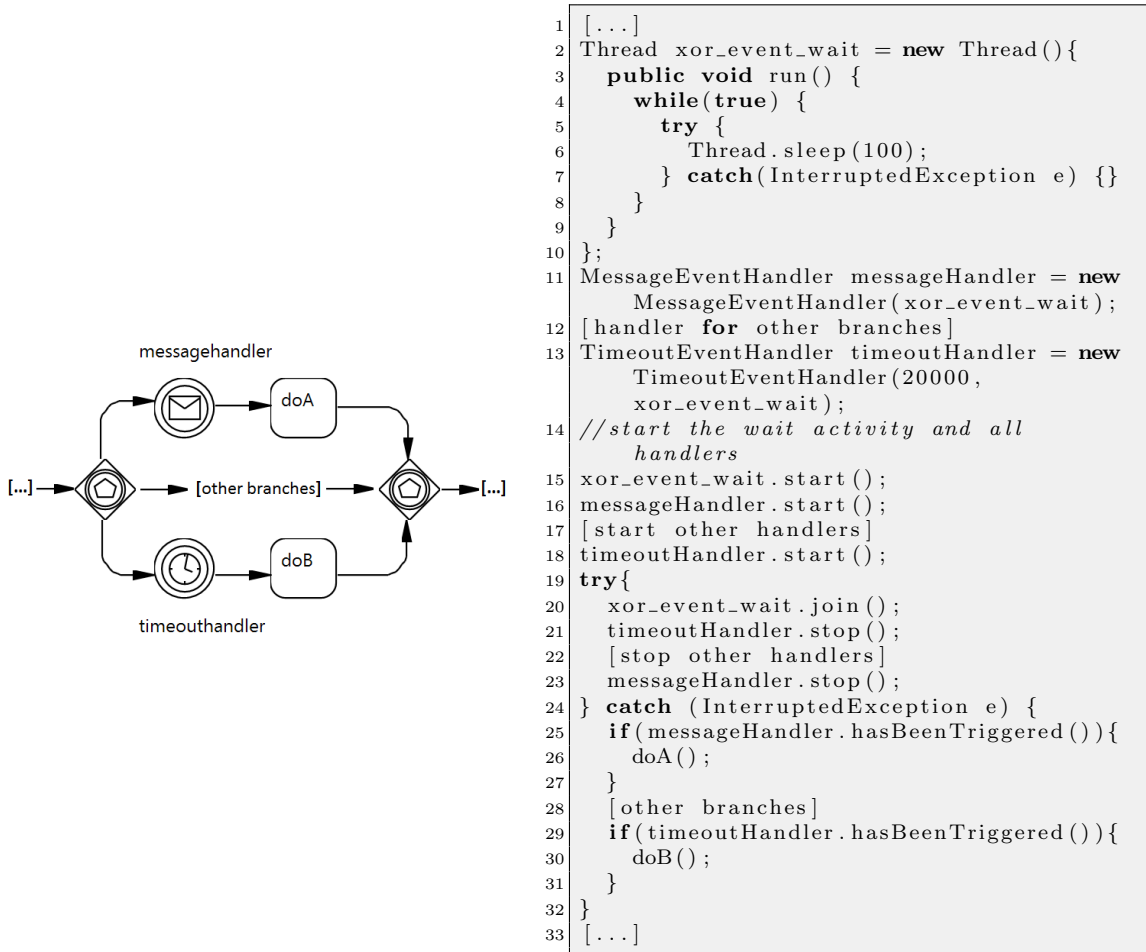 messagehandler
doA
[...]
[other branches]
[...]
doB
timeouthandler
1 [...]
2 Thread xor_event_wait = new Thread(){
3 public void run() {
4 while(true) {
5 try {
6 Thread.sleep(100);
7 } catch(InterruptedException e) {}
8 }
9 }
10 };
11 MessageEventHandler messageHandler = new
MessageEventHandler(xor_event_wait);
12 [handler for other branches]
13 TimeoutEventHandler timeoutHandler = new
TimeoutEventHandler(20000,
xor_event_wait);
14 //start the wait activity and all
handlers
15 xor_event_wait.start();
16 messageHandler.start();
17 [start other handlers]
18 timeoutHandler.start();
19 try{
20 xor_event_wait.join();
21 timeoutHandler.stop();
22 [stop other handlers]
23 messageHandler.stop();
24 } catch (InterruptedException e) {
25 if(messageHandler.hasBeenTriggered()){
26 doA();
27 }
28 [other branches]
29 if(timeoutHandler.hasBeenTriggered()){
30 doB();
31 }
32 }
33 [...]